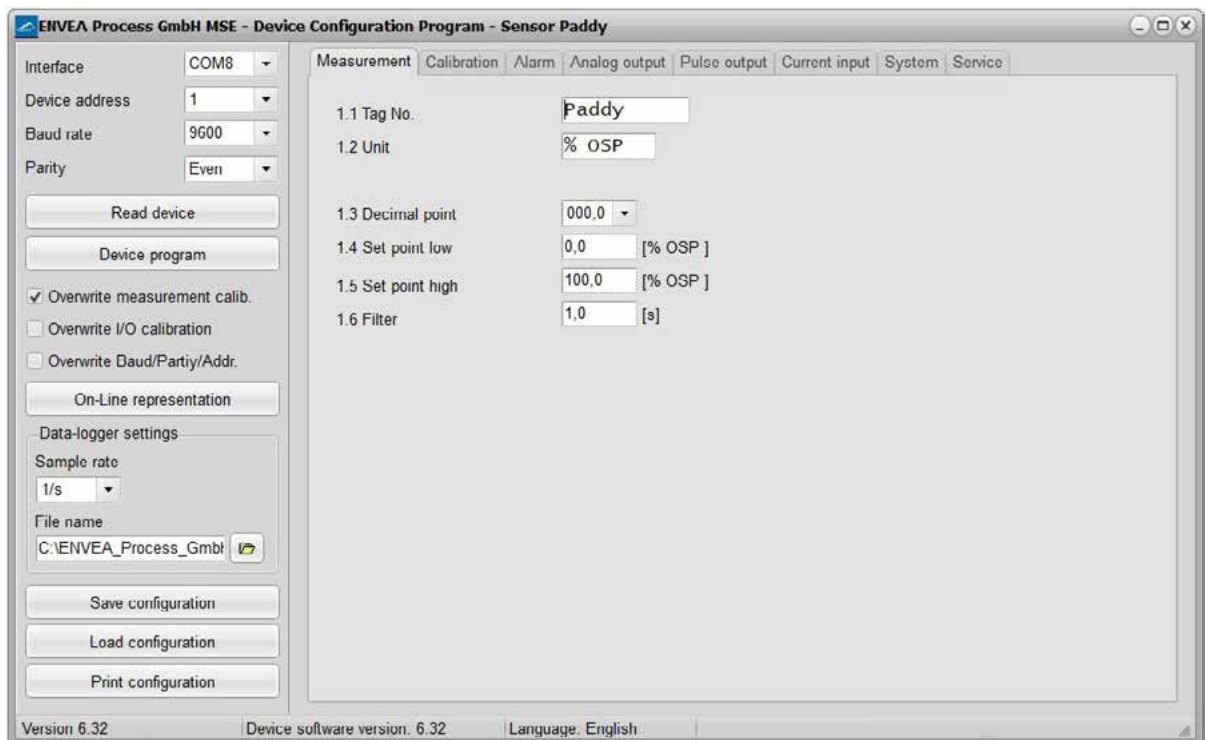 ENVEA Process GmbH MSE - Device Configuration Program - Sensor Paddy
Interface COM8
Device address 1
Baud rate 9600
Parity Even
Read device
Device program
Overwrite measurement calib.
Overwrite I/O calibration
Overwrite Baud/Partiy/Addr.
On-Line representation
Data-logger settings
Sample rate
1/s
File name
C:\ENVEA_Process_Gmbl
Save configuration
Load configuration
Print configuration
Measurement Calibration Alarm Analog output Pulse output Current input System Service
1.1 Tag No. Paddy
1.2 Unit % OSP
1.3 Decimal point 000,0
1.4 Set point low 0,0 [% OSP ]
1.5 Set point high 100,0 [% OSP ]
1.6 Filter 1,0 [s]
Version 6.32 Device software version. 6.32 Language. English